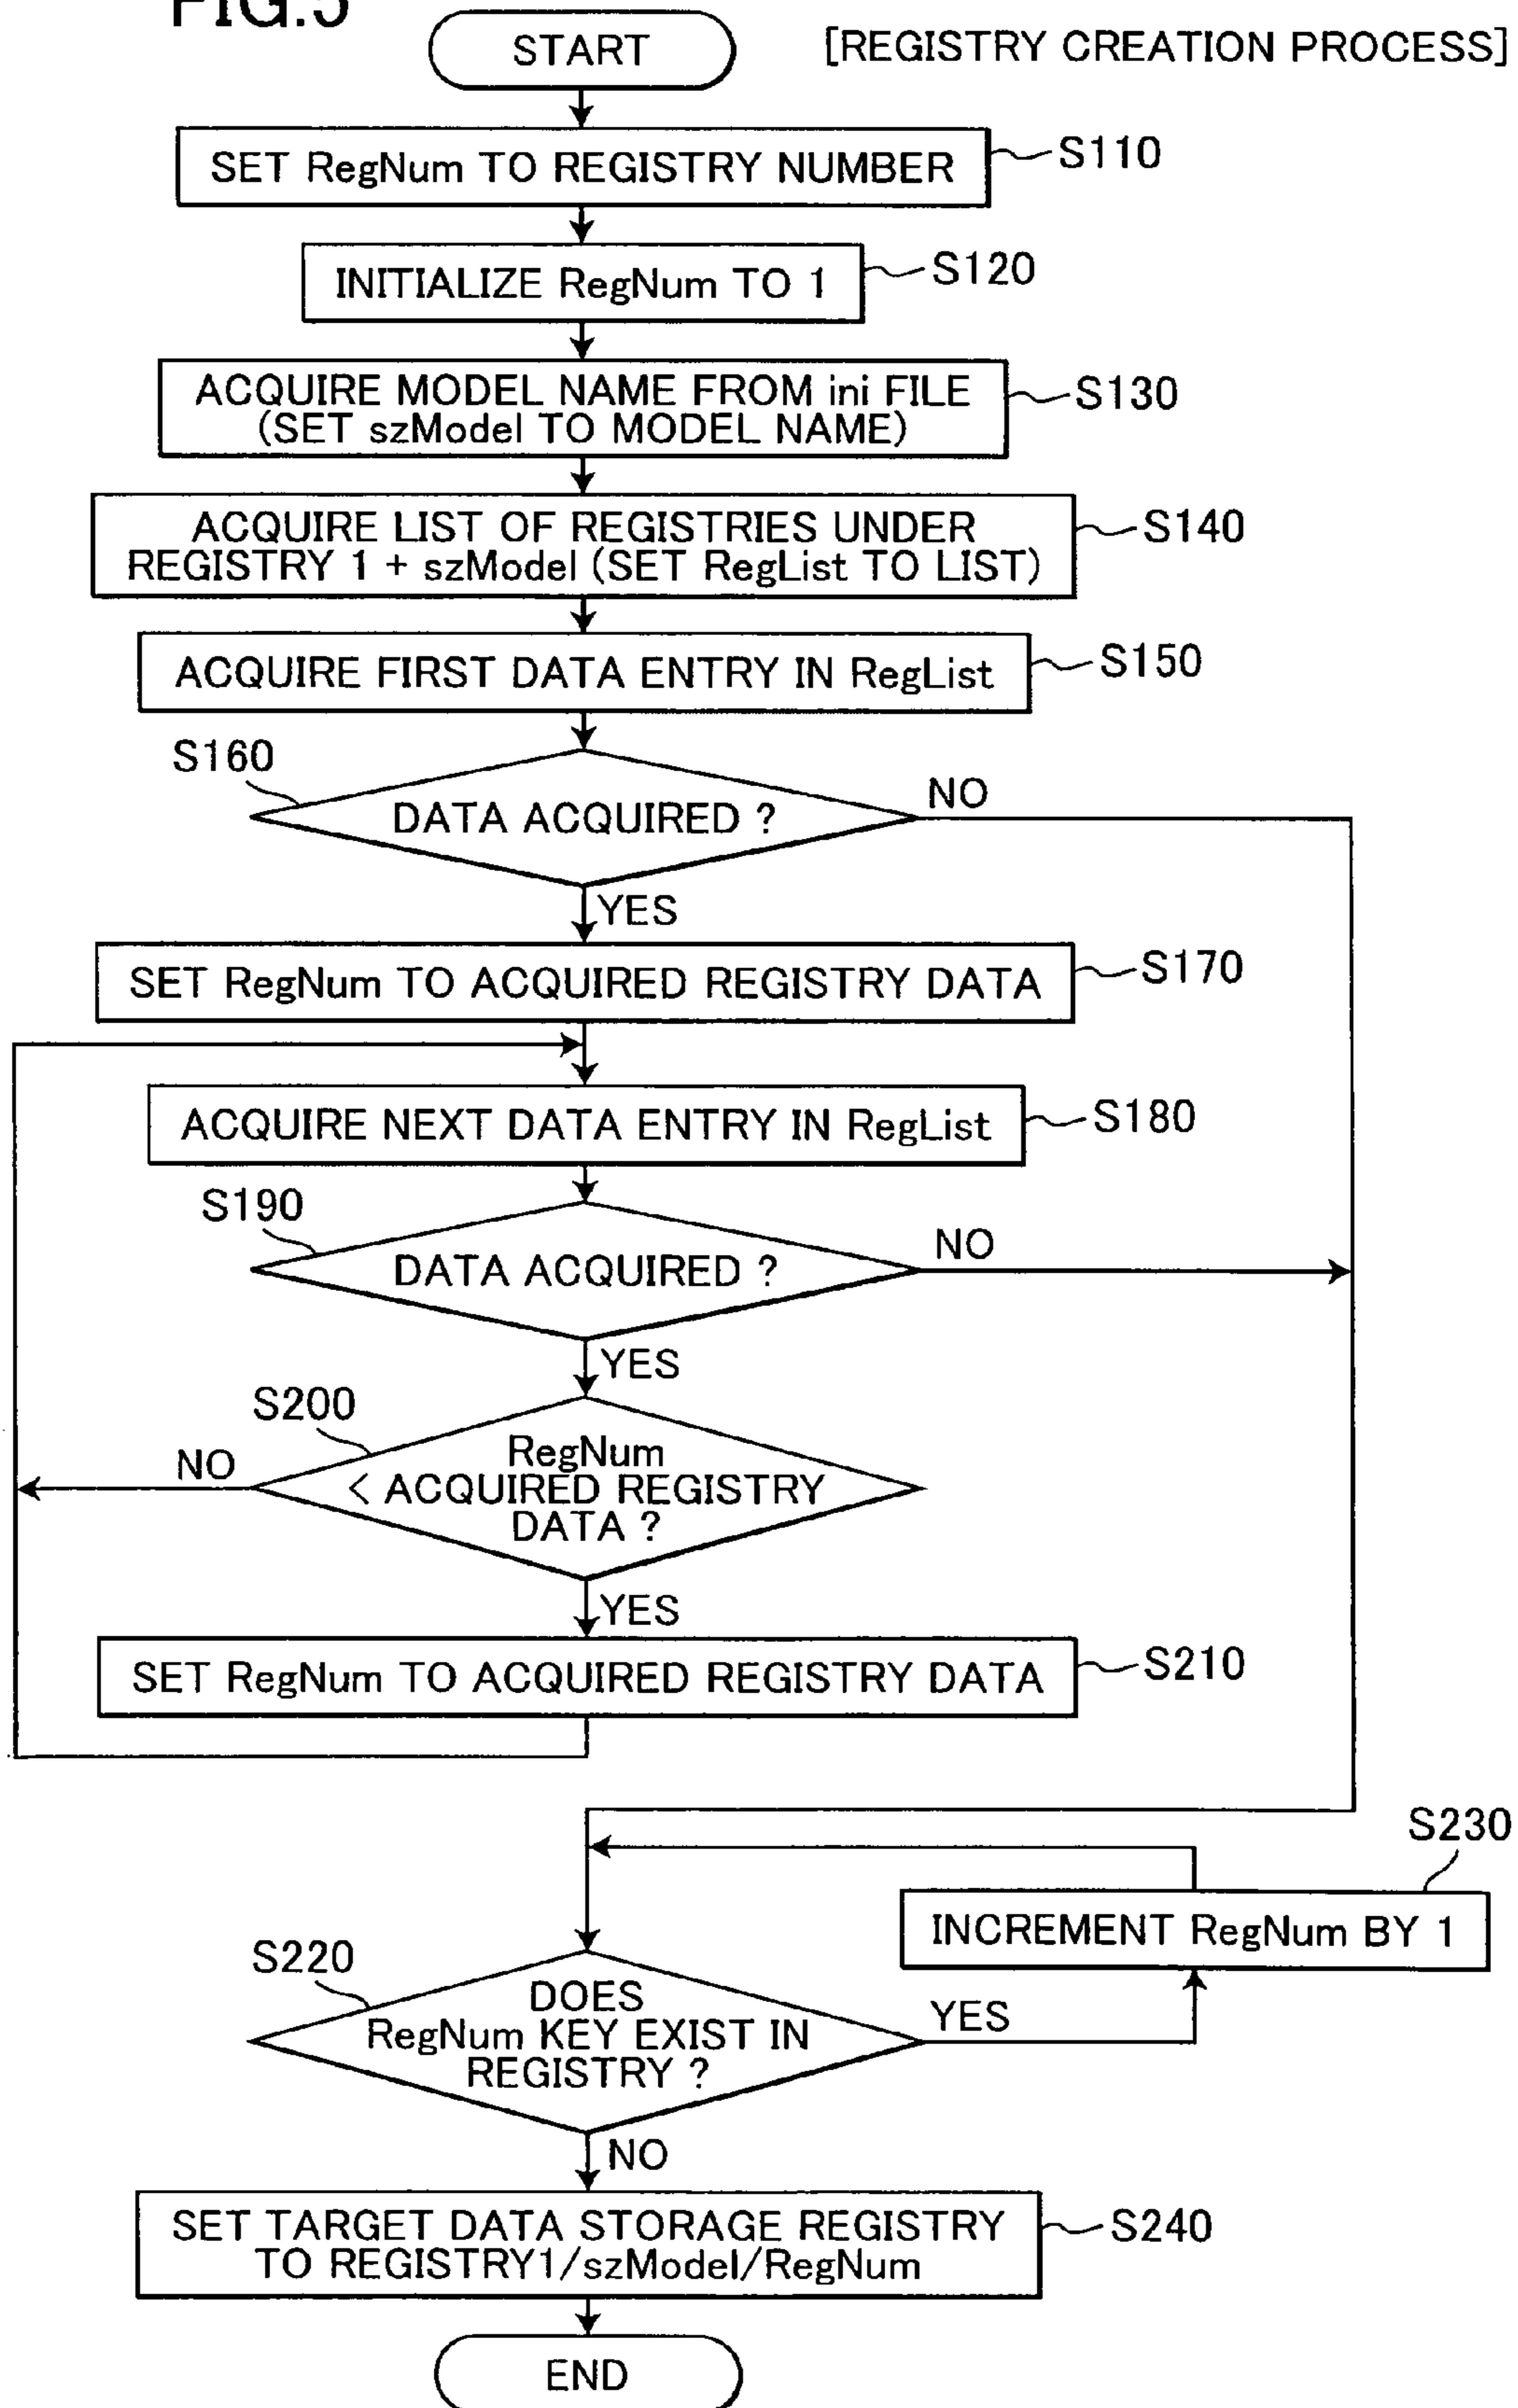 FIG.5
START
[REGISTRY CREATION PROCESS]
SET RegNum TO REGISTRY NUMBER
S110
INITIALIZE RegNum TO 1
S120
ACQUIRE MODEL NAME FROM ini FILE
(SET szModel TO MODEL NAME)
S130
ACQUIRE LIST OF REGISTRIES UNDER
REGISTRY 1 + szModel (SET RegList TO LIST)
S140
ACQUIRE FIRST DATA ENTRY IN RegList
S150
S160
DATA ACQUIRED ?
NO
YES
SET RegNum TO ACQUIRED REGISTRY DATA
S170
ACQUIRE NEXT DATA ENTRY IN RegList
S180
S190
DATA ACQUIRED ?
NO
YES
S200
RegNum
< ACQUIRED REGISTRY
DATA ?
NO
YES
SET RegNum TO ACQUIRED REGISTRY DATA
S210
S230
INCREMENT RegNum BY 1
S220
DOES
RegNum KEY EXIST IN
REGISTRY ?
YES
NO
SET TARGET DATA STORAGE REGISTRY
TO REGISTRY1/szModel/RegNum
S240
END